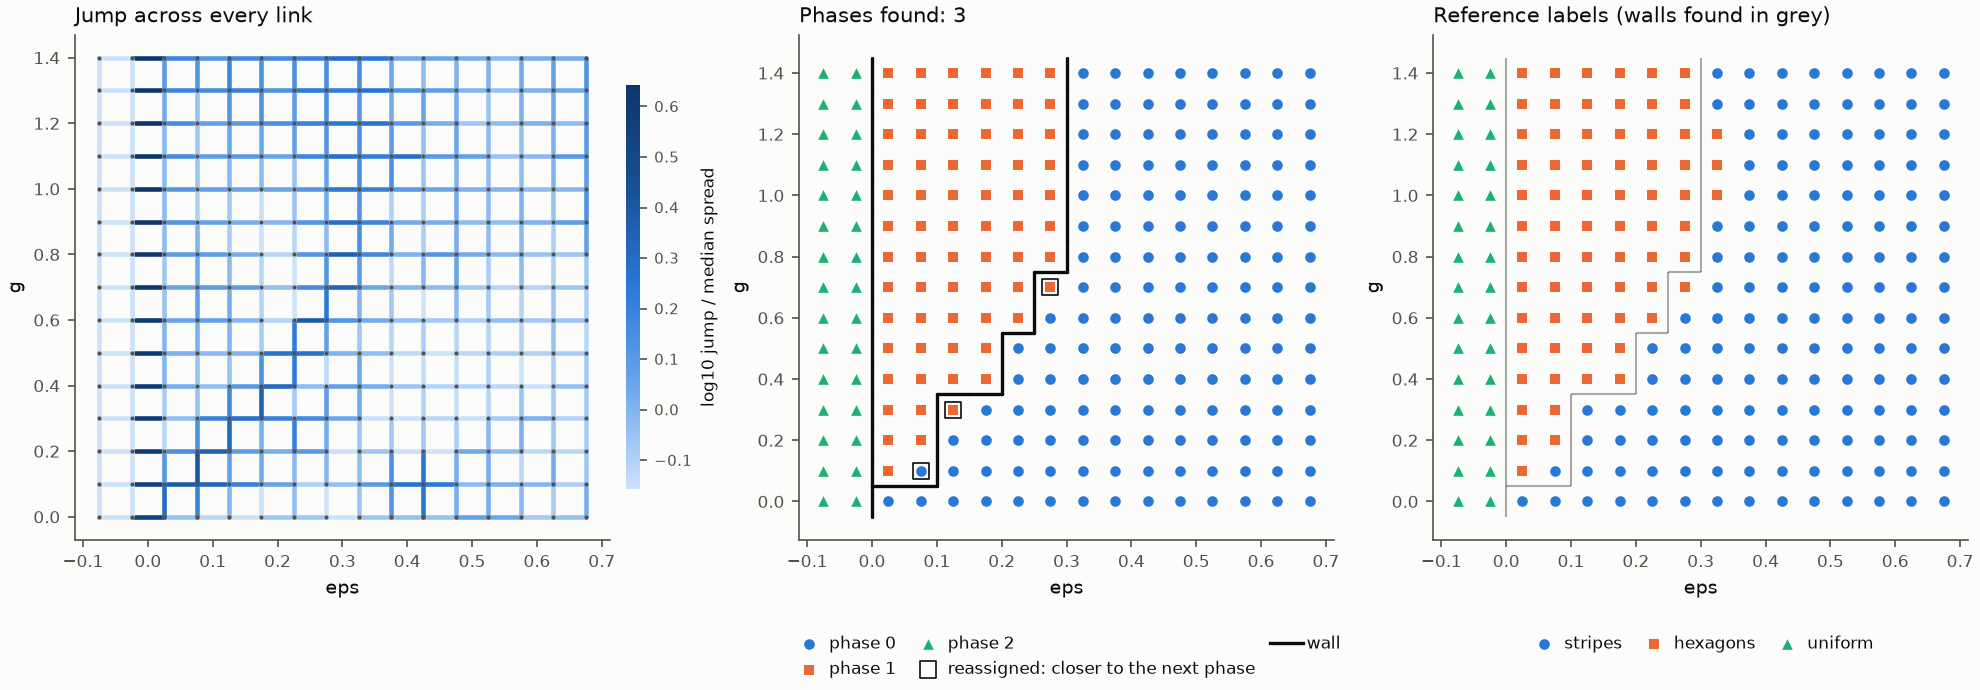 Jump across every link
1.4
1.2
1.0
0.8
0.6
0.4
0.2
0.0
g
−0.1 0.0 0.1 0.2 0.3 0.4 0.5 0.6 0.7
eps
0.6
0.5
0.4
0.3
0.2
0.1
0.0
−0.1
log10 jump / median spread
Phases found: 3
1.4
1.2
1.0
0.8
0.6
0.4
0.2
0.0
g
−0.1 0.0 0.1 0.2 0.3 0.4 0.5 0.6 0.7
eps
phase 0 phase 2 wall
phase 1 reassigned: closer to the next phase
Reference labels (walls found in grey)
1.4
1.2
1.0
0.8
0.6
0.4
0.2
0.0
g
−0.1 0.0 0.1 0.2 0.3 0.4 0.5 0.6 0.7
eps
stripes hexagons uniform